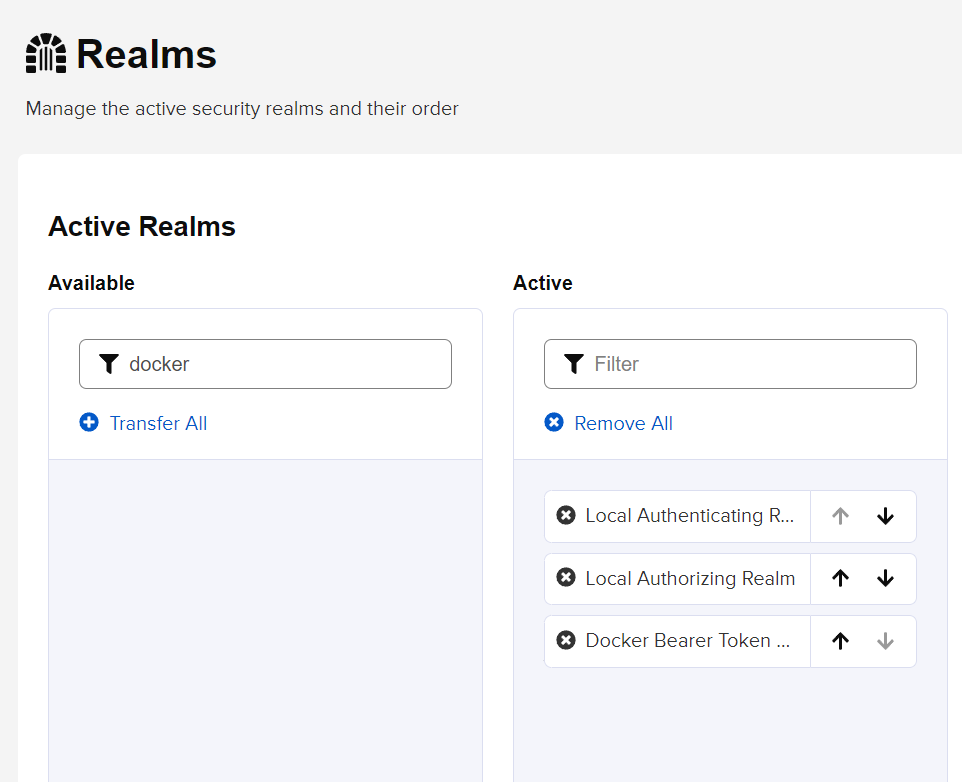 Realms
Manage the active security realms and their order
Active Realms
Available
Active
docker
Filter
Transfer All
Remove All
Local Authenticating R...
Local Authorizing Realm
Docker Bearer Token ...